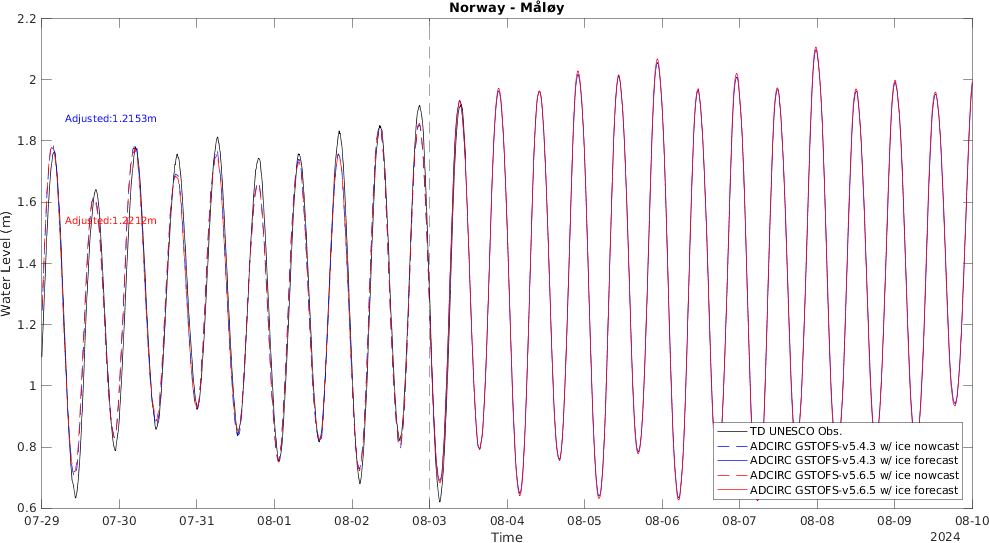 Norway - Måløy
2.2
2
1.8
1.6
1.4
1.2
1
0.8
0.6
Water Level (m)
Adjusted:1.2153m
Adjusted:1.2212m
TD UNESCO Obs.
ADCIRC GSTOFS-v5.4.3 w/ ice nowcast
ADCIRC GSTOFS-v5.4.3 w/ ice forecast
ADCIRC GSTOFS-v5.6.5 w/ ice nowcast
ADCIRC GSTOFS-v5.6.5 w/ ice forecast
07-29 07-30 07-31 08-01 08-02 08-03 08-04 08-05 08-06 08-07 08-08 08-09 08-10
Time
2024